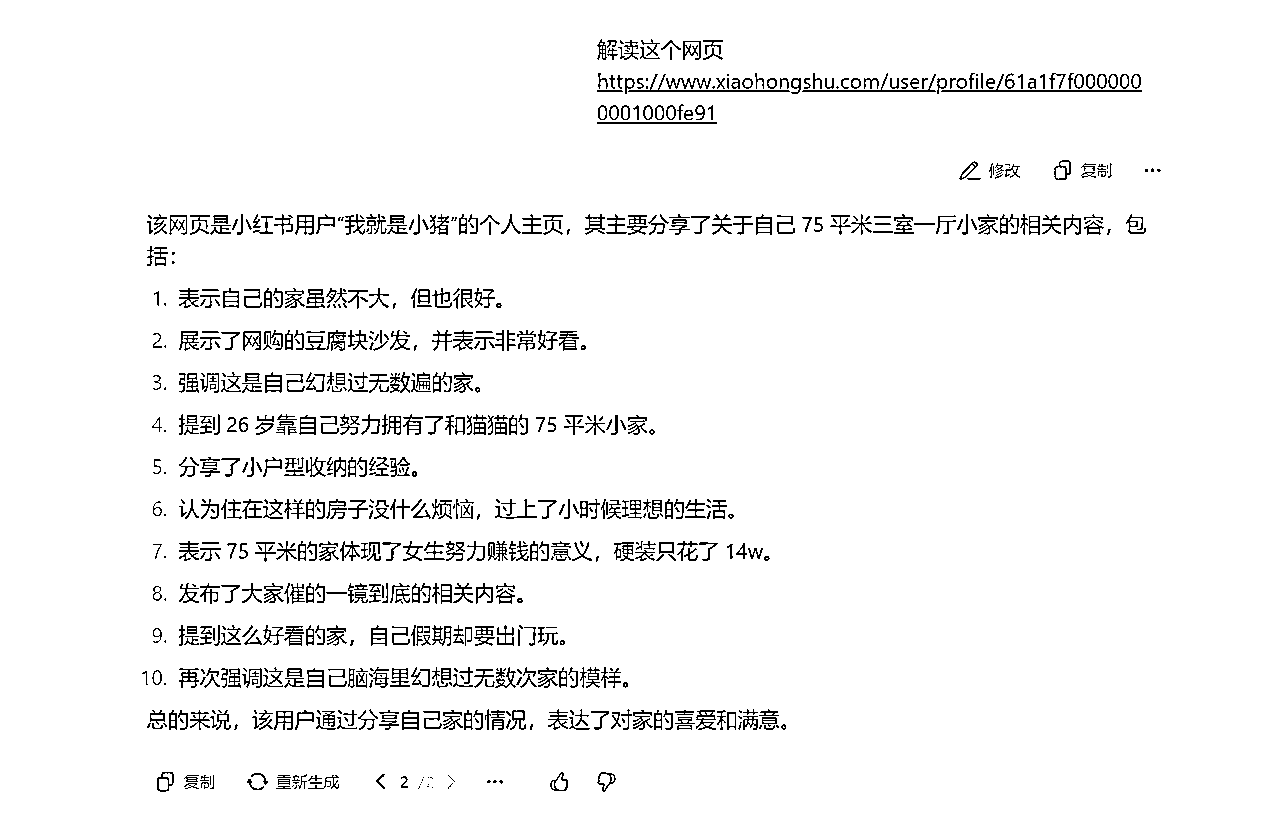 解读这个网页
https://www.xiaohongshu.com/user/profile/61a1f7f000000
0001000fe91
修改 复制 ···
该网页是小红书用户“我就是小猪”的个人主页，其主要分享了关于自己 75 平米三室一厅小家的相关内容，包
括：
1. 表示自己的家虽然不大，但也很好。
2. 展示了网购的豆腐块沙发，并表示非常好看。
3. 强调这是自己幻想过无数遍的家。
4. 提到 26 岁靠自己努力拥有了和猫猫的 75 平米小家。
5. 分享了小户型收纳的经验。
6. 认为住在这样的房子没什么烦恼，过上了小时候理想的生活。
7. 表示 75 平米的家体现了女生努力赚钱的意义，硬装只花了 14w。
8. 发布了大家催的一镜到底的相关内容。
9. 提到这么好看的家，自己假期却要出门玩。
10. 再次强调这是自己脑海里幻想过无数次家的模样。
总的来说，该用户通过分享自己家的情况，表达了对家的喜爱和满意。
复制 重新生成 < 2 /2 > ···